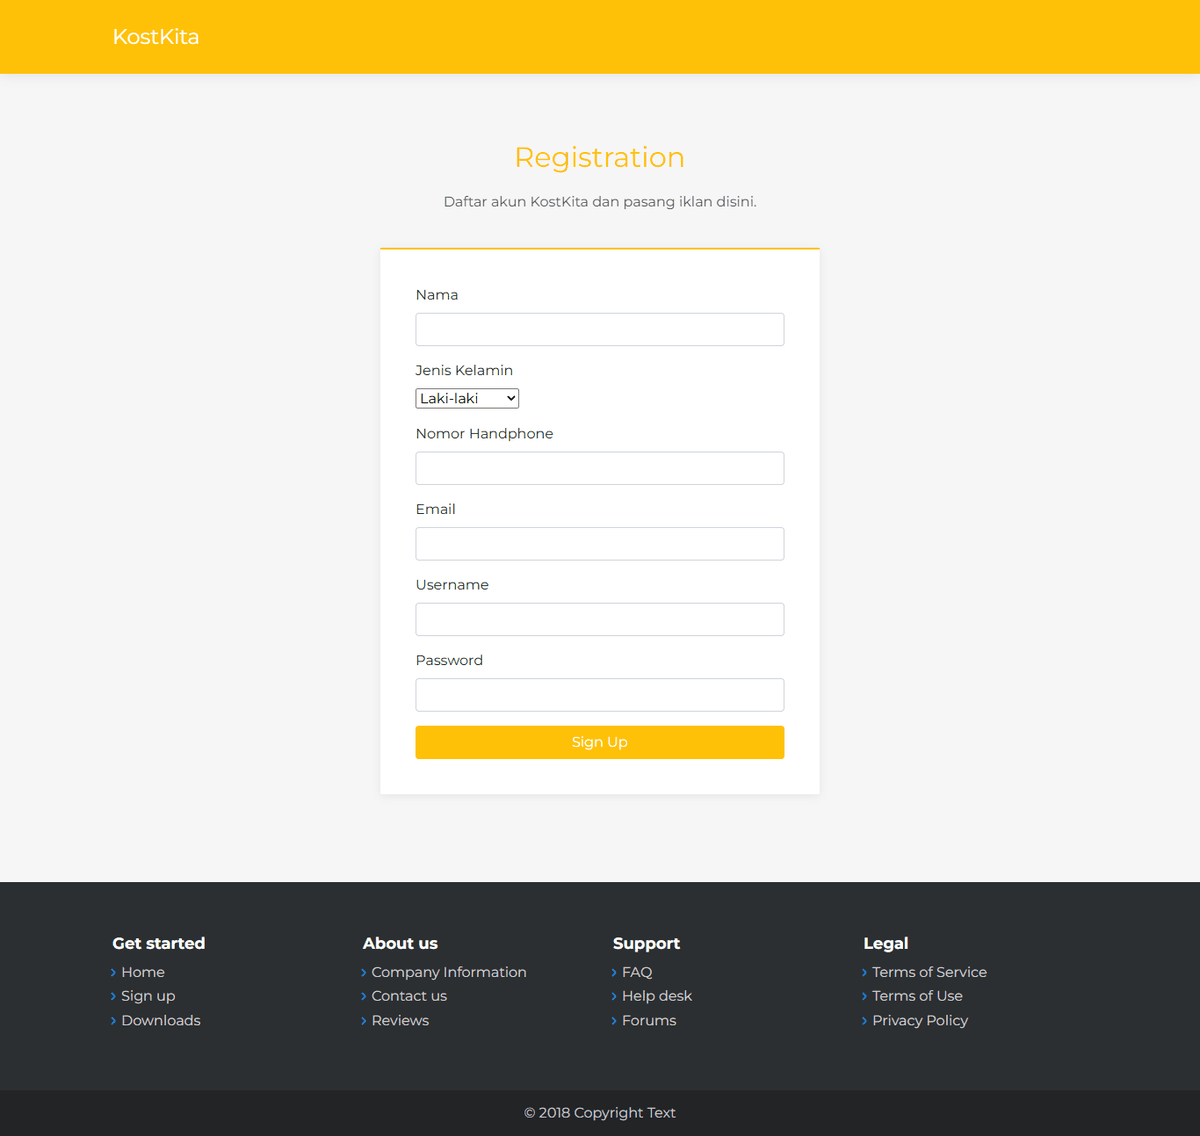 KostKita
Registration
Daftar akun KostKita dan pasang iklan disini.
Nama
Jenis Kelamin
Laki-laki
Nomor Handphone
Email
Username
Password
Sign Up
Get started
Home
Sign up
Downloads
About us
Company Information
Contact us
Reviews
Support
FAQ
Help desk
Forums
Legal
Terms of Service
Terms of Use
Privacy Policy
© 2018 Copyright Text